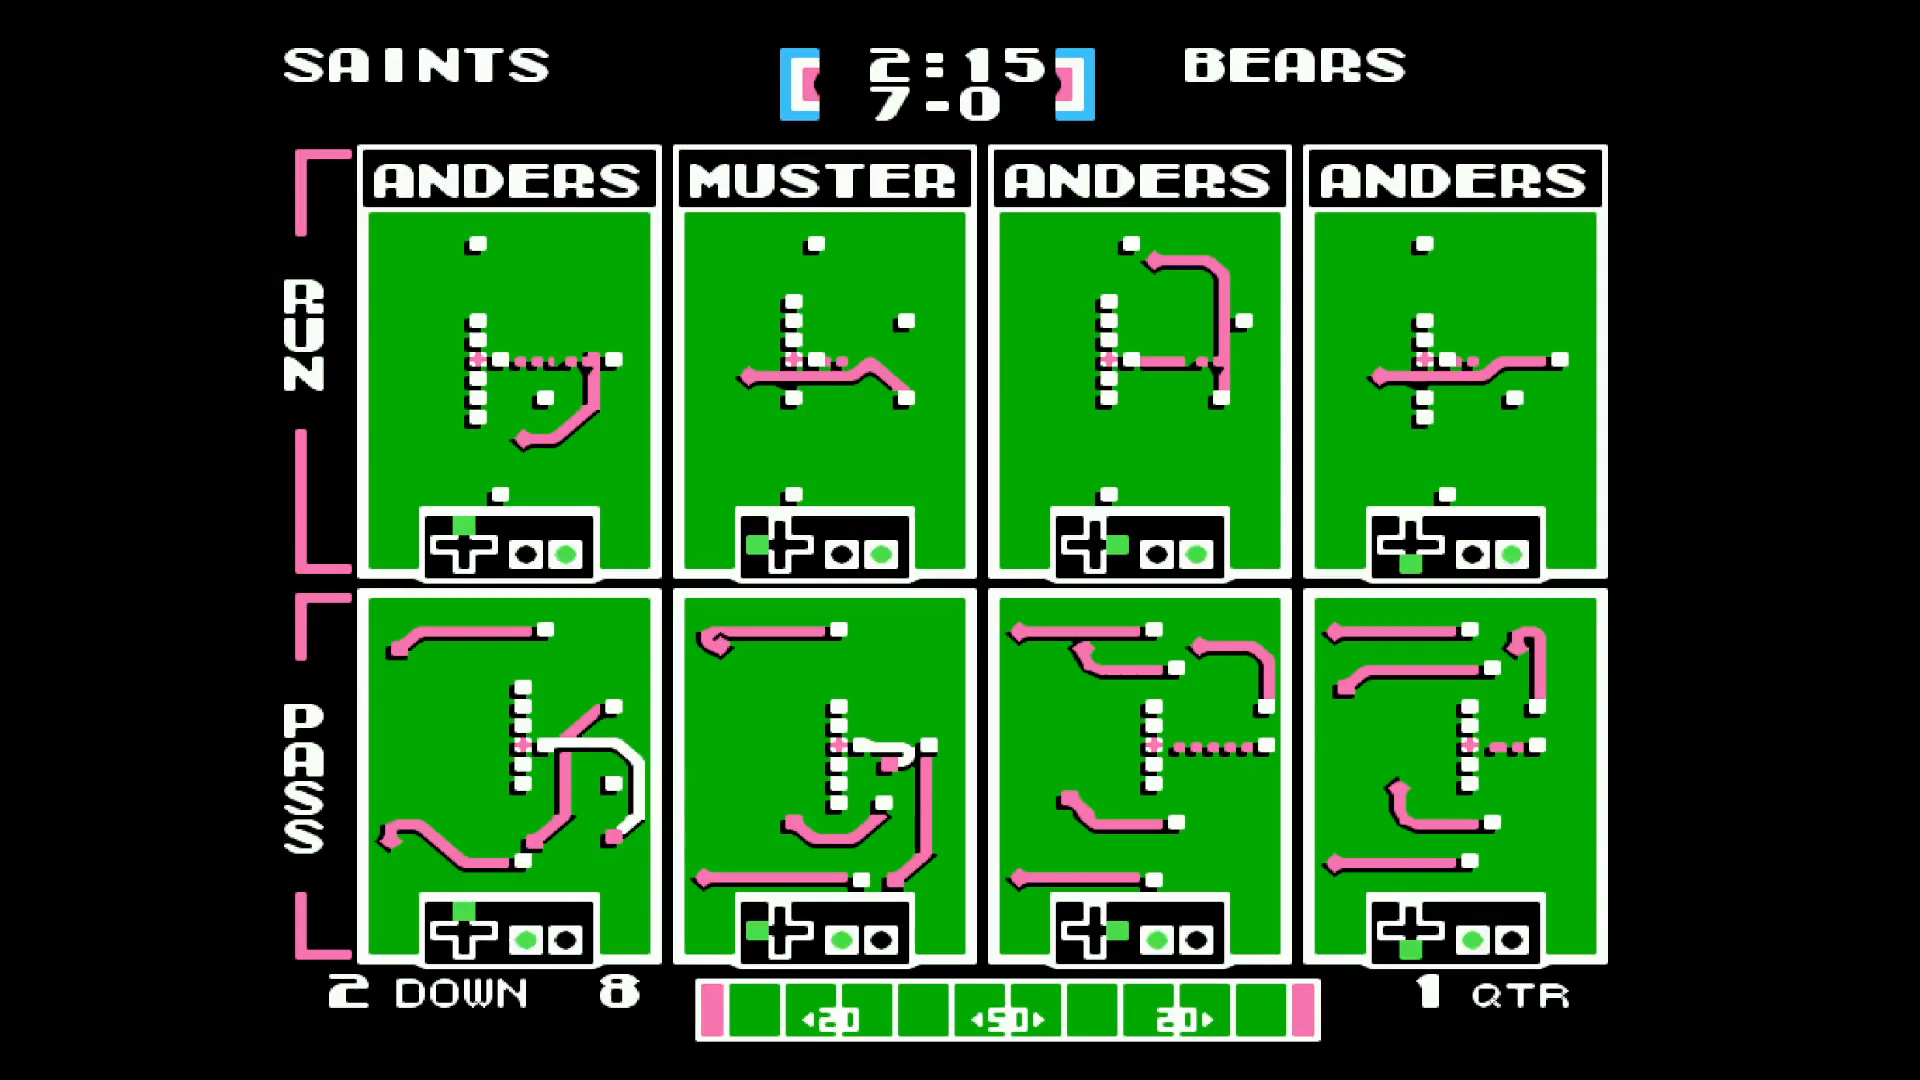 SAINTS 2:15 BEARS
7-0
ANDERS MUSTER ANDERS ANDERS
RUN
PASS
2 DOWN 8 1 QTR
20 50 20